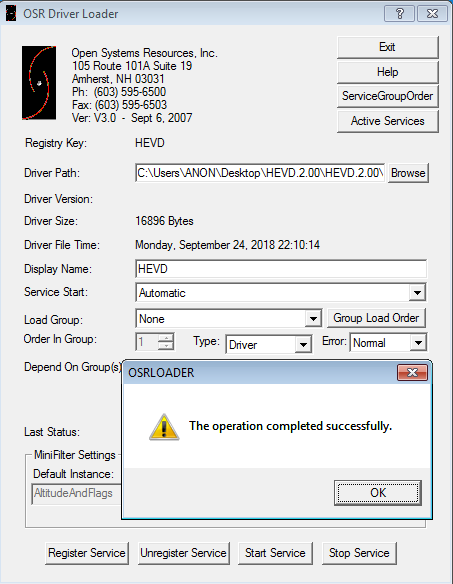 OSR Driver Loader
Open Systems Resources, Inc.
105 Route 101A Suite 19
Amherst, NH 03031
Ph: (603) 595-6500
Fax: (603) 595-6503
Ver: V3.0 - Sept 6, 2007
Exit
Help
ServiceGroupOrder
Active Services
Registry Key: HEVD
Driver Path: C:\Users\ANON\Desktop\HEVD.2.00\HEVD.2.00\ Browse
Driver Version:
Driver Size: 16896 Bytes
Driver File Time: Monday, September 24, 2018 22:10:14
Display Name: HEVD
Service Start: Automatic
Load Group: None Group Load Order
Order In Group: 1 Type: Driver Error: Normal
Depend On Group(s)
OSRLOADER
The operation completed successfully.
OK
Last Status:
MiniFilter Settings
Default Instance:
AltitudeAndFlags
Register Service Unregister Service Start Service Stop Service